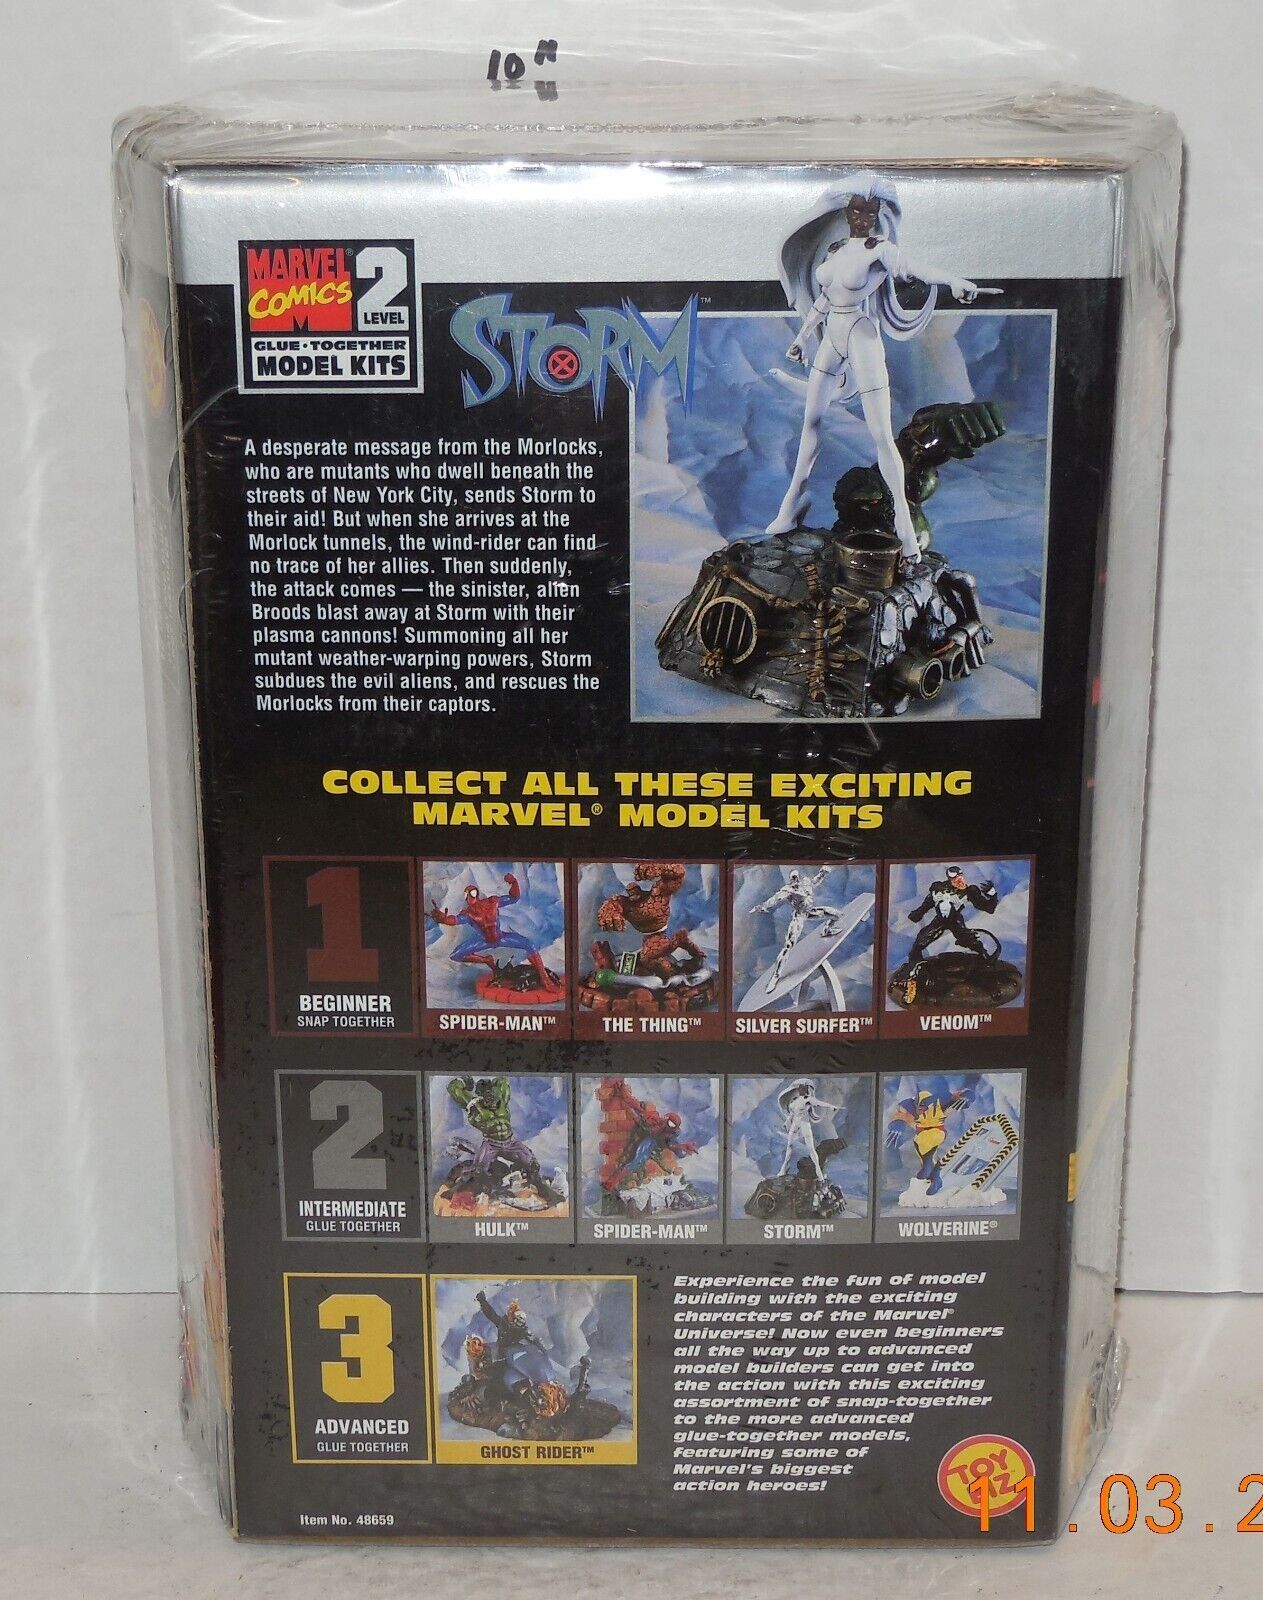 10"
MARVEL®
COMICS
M
2
LEVEL
GLUE•TOGETHER
MODEL KITS
STORM™
A desperate message from the Morlocks,
who are mutants who dwell beneath the
streets of New York City, sends Storm to
their aid! But when she arrives at the
Morlock tunnels, the wind-rider can find
no trace of her allies. Then suddenly,
the attack comes — the sinister, alien
Broods blast away at Storm with their
plasma cannons! Summoning all her
mutant weather-warping powers, Storm
subdues the evil aliens, and rescues the
Morlocks from their captors.
COLLECT ALL THESE EXCITING
MARVEL® MODEL KITS
1
BEGINNER
SNAP TOGETHER
SPIDER-MAN™
THE THING™
SILVER SURFER™
VENOM™
2
INTERMEDIATE
GLUE TOGETHER
HULK™
SPIDER-MAN™
STORM™
WOLVERINE®
3
ADVANCED
GLUE TOGETHER
GHOST RIDER™
Experience the fun of model
building with the exciting
characters of the Marvel®
Universe! Now even beginners
all the way up to advanced
model builders can get into
the action with this exciting
assortment of snap-together
to the more advanced
glue-together models,
featuring some of
Marvel's biggest
action heroes!
TOY
BIZ
Item No. 48659
11.03.2